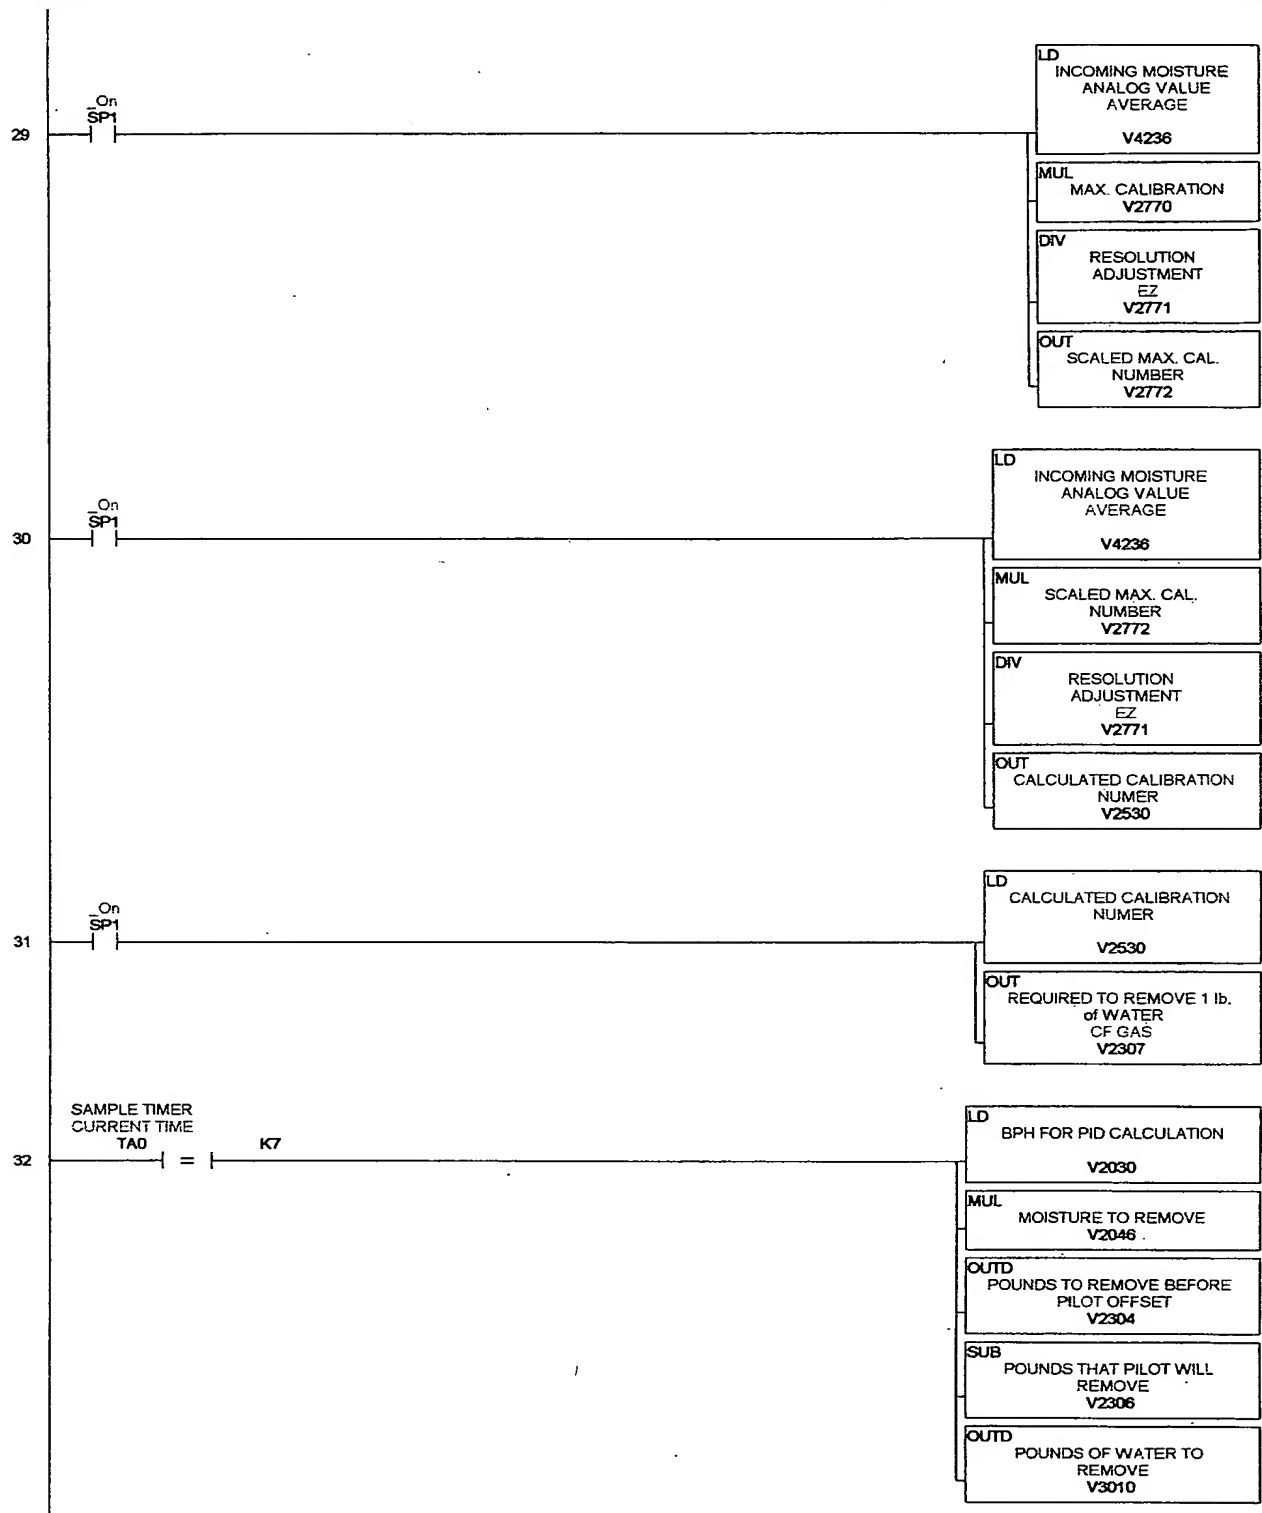 29
_On
SP1
LD
INCOMING MOISTURE
ANALOG VALUE
AVERAGE
V4236
MUL
MAX. CALIBRATION
V2770
DIV
RESOLUTION
ADJUSTMENT
EZ
V2771
OUT
SCALED MAX. CAL.
NUMBER
V2772
30
_On
SP1
LD
INCOMING MOISTURE
ANALOG VALUE
AVERAGE
V4236
MUL
SCALED MAX. CAL.
NUMBER
V2772
DIV
RESOLUTION
ADJUSTMENT
EZ
V2771
OUT
CALCULATED CALIBRATION
NUMER
V2530
31
_On
SP1
LD
CALCULATED CALIBRATION
NUMER
V2530
OUT
REQUIRED TO REMOVE 1 lb.
of WATER
CF GAS
V2307
32
SAMPLE TIMER
CURRENT TIME
TA0 = K7
LD
BPH FOR PID CALCULATION
V2030
MUL
MOISTURE TO REMOVE
V2046
OUTD
POUNDS TO REMOVE BEFORE
PILOT OFFSET
V2304
SUB
POUNDS THAT PILOT WILL
REMOVE
V2306
OUTD
POUNDS OF WATER TO
REMOVE
V3010